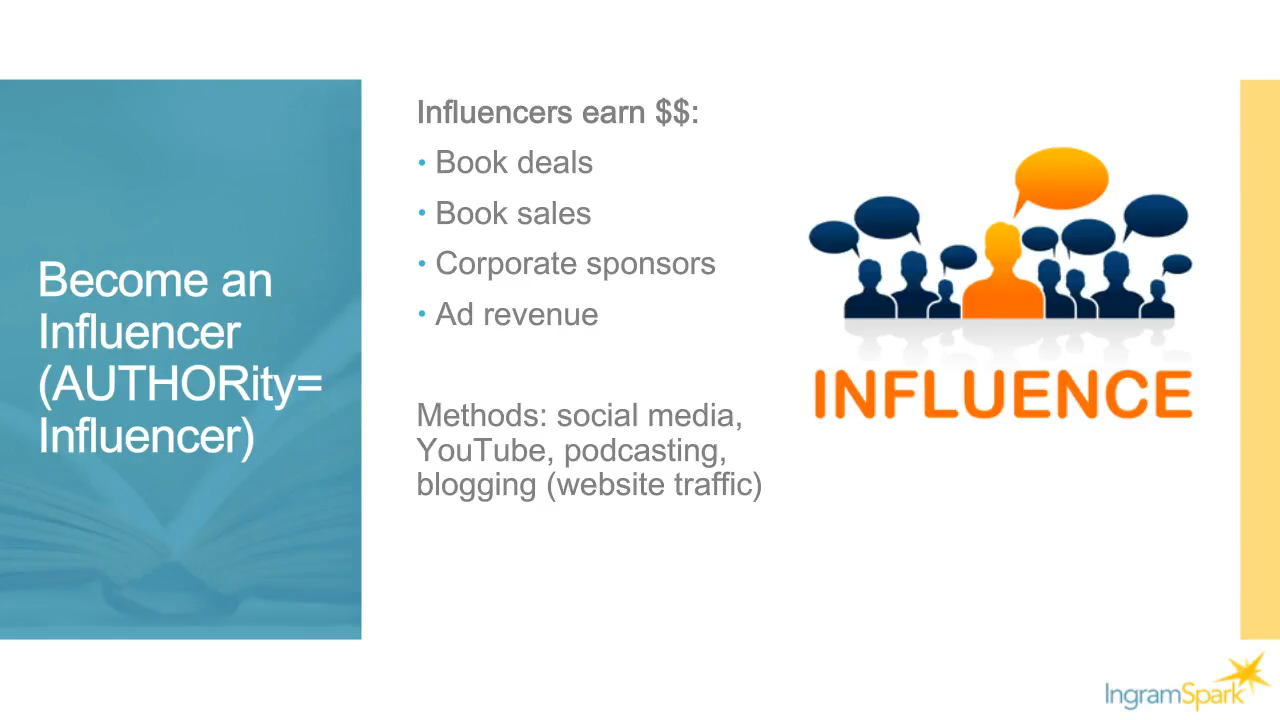 Become an
Influencer
(AUTHORity=
Influencer)
Influencers earn $$:
• Book deals
• Book sales
• Corporate sponsors
• Ad revenue
Methods: social media,
YouTube, podcasting,
blogging (website traffic)
INFLUENCE
IngramSpark